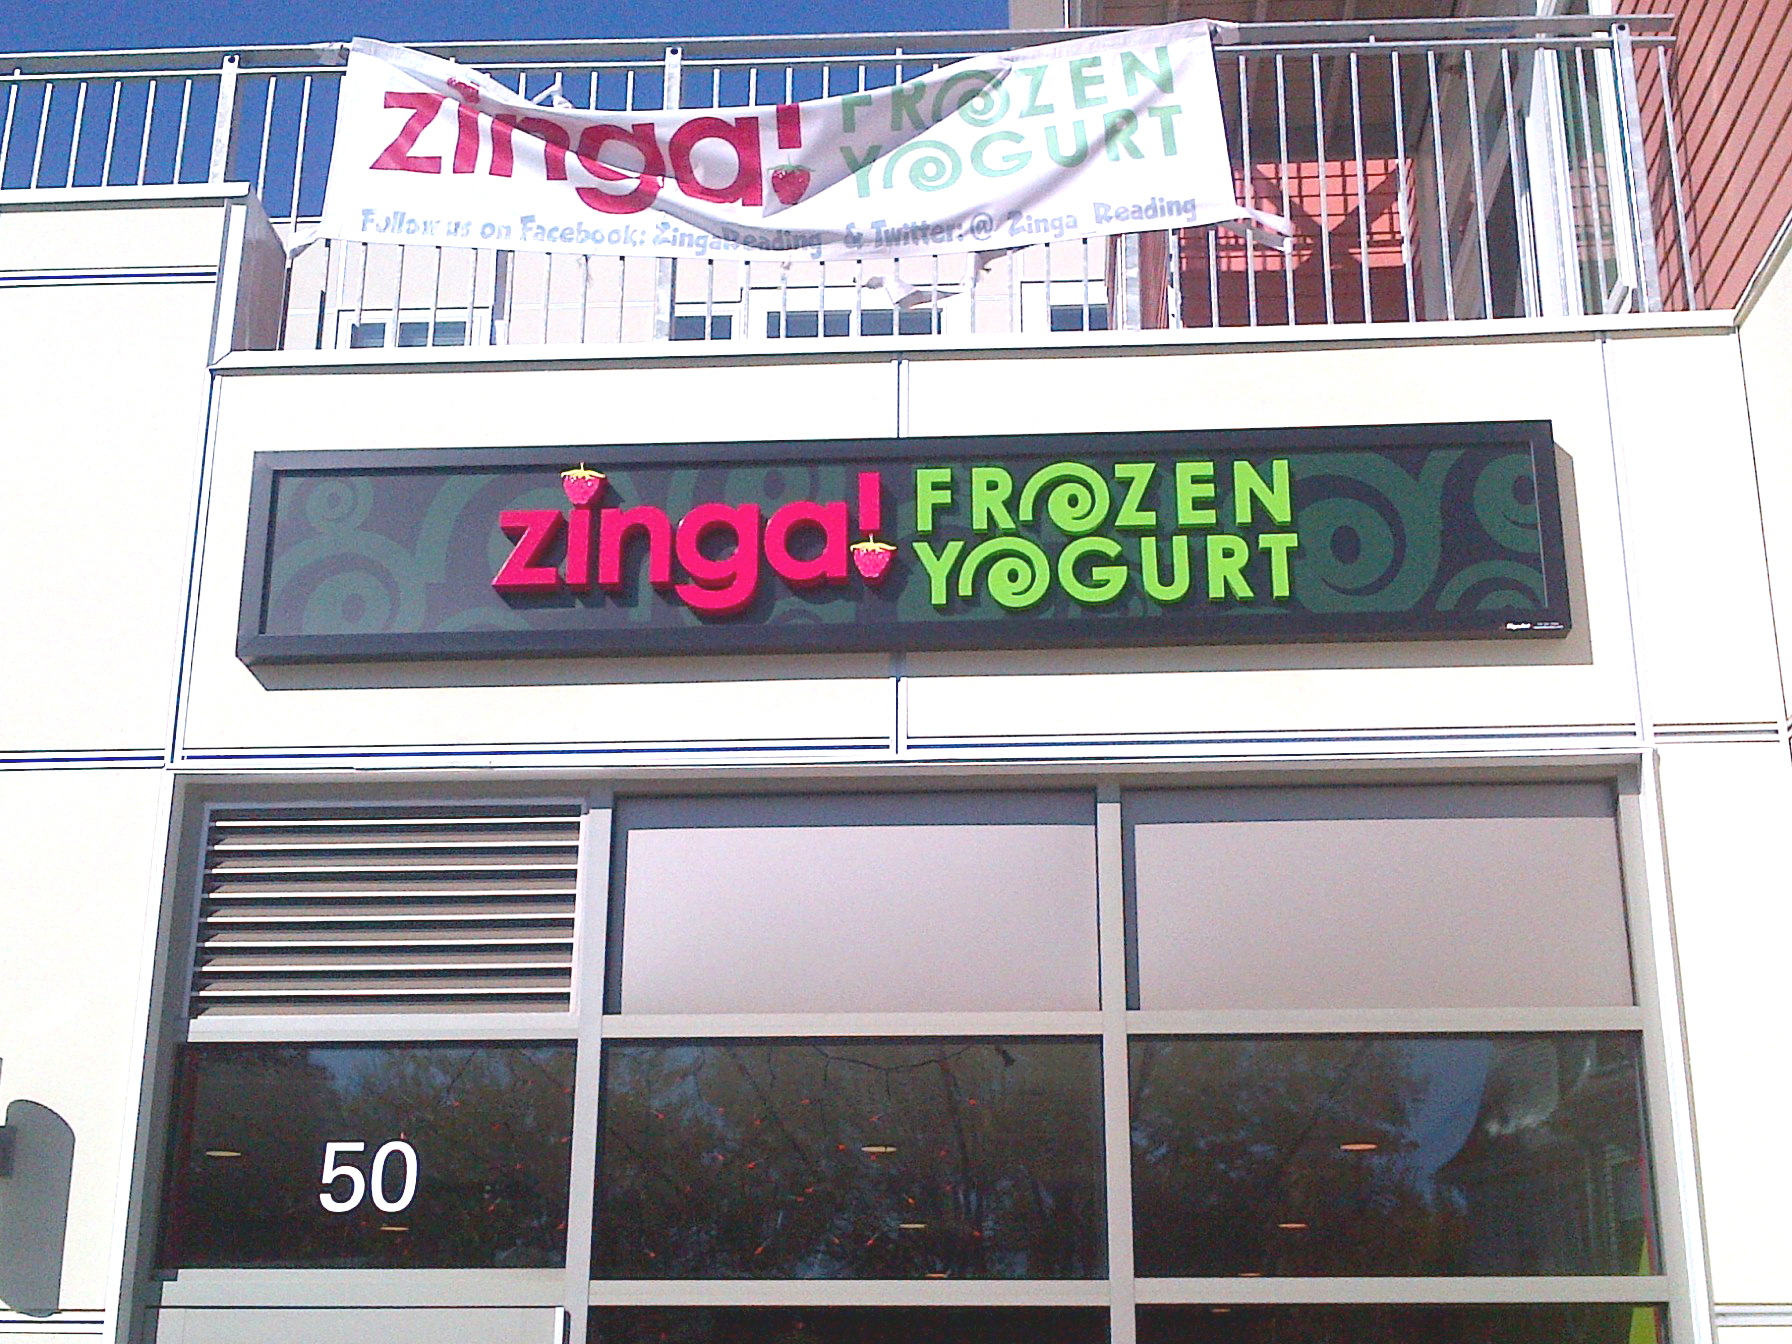 zinga! FROZEN
YOGURT
Follow us on Facebook: ZingaReading & Twitter: @ Zinga_Reading
zinga! FROZEN
YOGURT
50